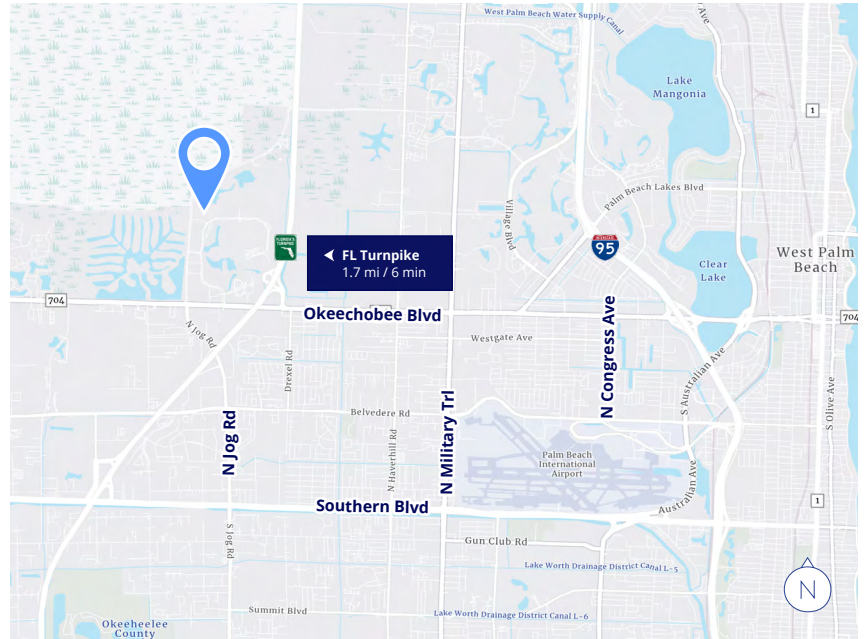 West Palm Beach Water Supply Canal
Ave
Lake
Mangonia
1
Palm Beach Lakes Blvd
Village Blvd
FLORIDA'S
TURNPIKE
FL Turnpike
1.7 mi / 6 min
INTERSTATE
95
West Palm
Beach
Clear
Lake
704
Okeechobee Blvd
704
N Jog Rd
Westgate Ave
N Congress Ave
Drexel Rd
S Australian Ave
S Olive Ave
Belvedere Rd
N Jog Rd
N Haverhill Rd
N Military Trl
Palm Beach
International
Airport
Australian Ave
Southern Blvd
1
S Jog Rd
Gun Club Rd
Lake Worth Drainage District Canal L-5
N
Summit Blvd
Lake Worth Drainage District Canal L-6
Okeeheelee
County